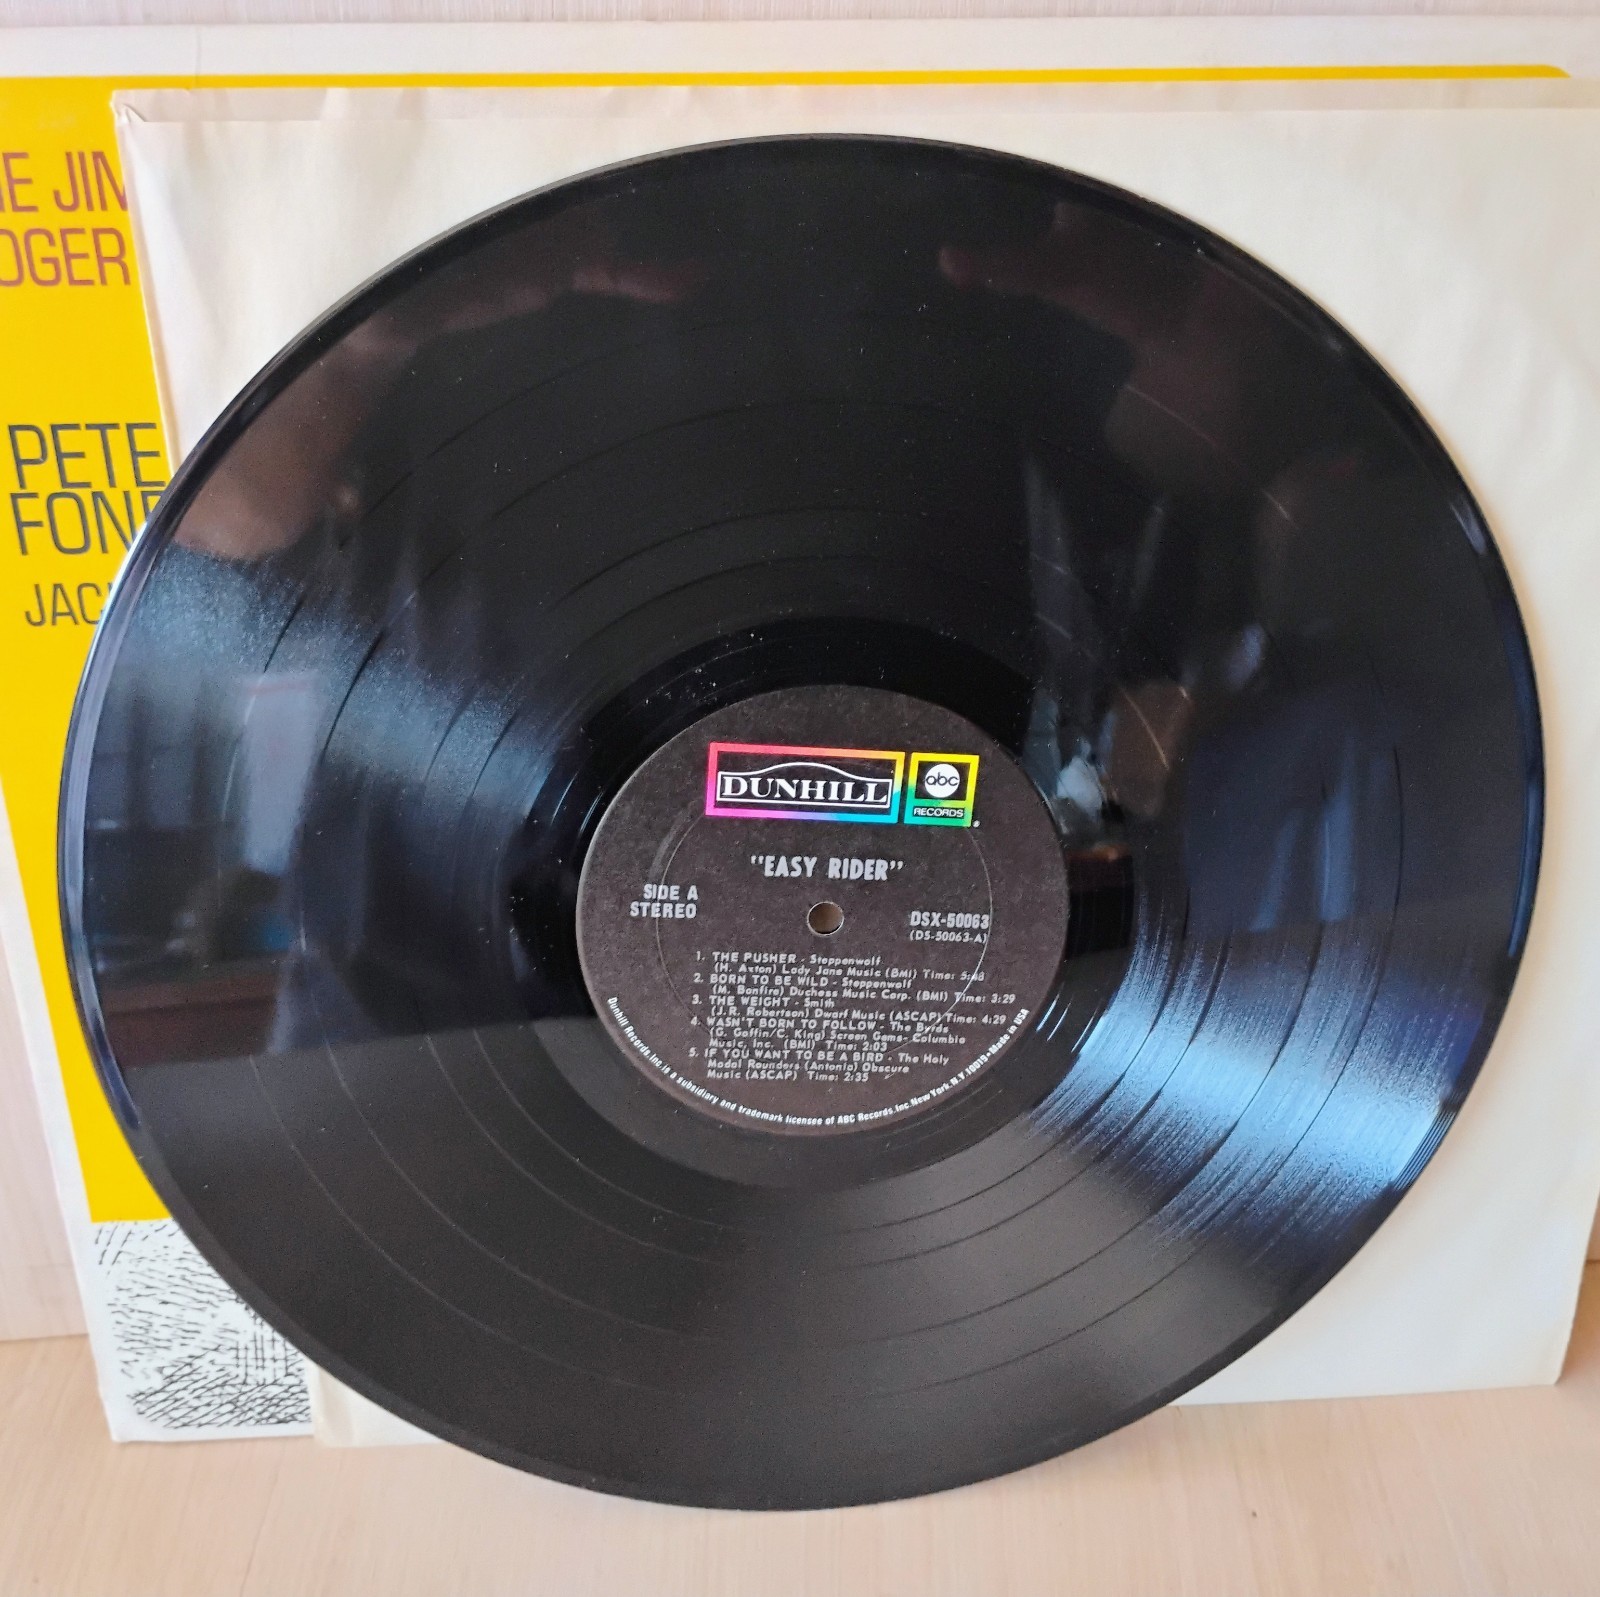 IE JIM
OGER
PETE
FOND
JAC
DUNHILL
abc
RECORDS
"EASY RIDER"
SIDE A
STEREO
DSX-50063
(DS-50063-A)
1. THE PUSHER - Steppenwolf
(H. Axton) Lady Jane Music (BMI) Time: 5:48
2. BORN TO BE WILD - Steppenwolf
(M. Bonfire) Duchess Music Corp. (BMI) Time: 3:29
3. THE WEIGHT - Smith
(J.R. Robertson) Dwarf Music (ASCAP) Time: 4:29
4. WASN'T BORN TO FOLLOW - The Byrds
(G. Goffin/C. King) Screen Gems-Columbia
Music, Inc. (BMI) Time: 2:03
5. IF YOU WANT TO BE A BIRD - The Holy
Modal Rounders (Antonia) Obscure
Music (ASCAP) Time: 2:35
Dunhill Records, Inc. is a subsidiary and trademark licensee of ABC Records, Inc. New York, N.Y. 10019 • Made in USA